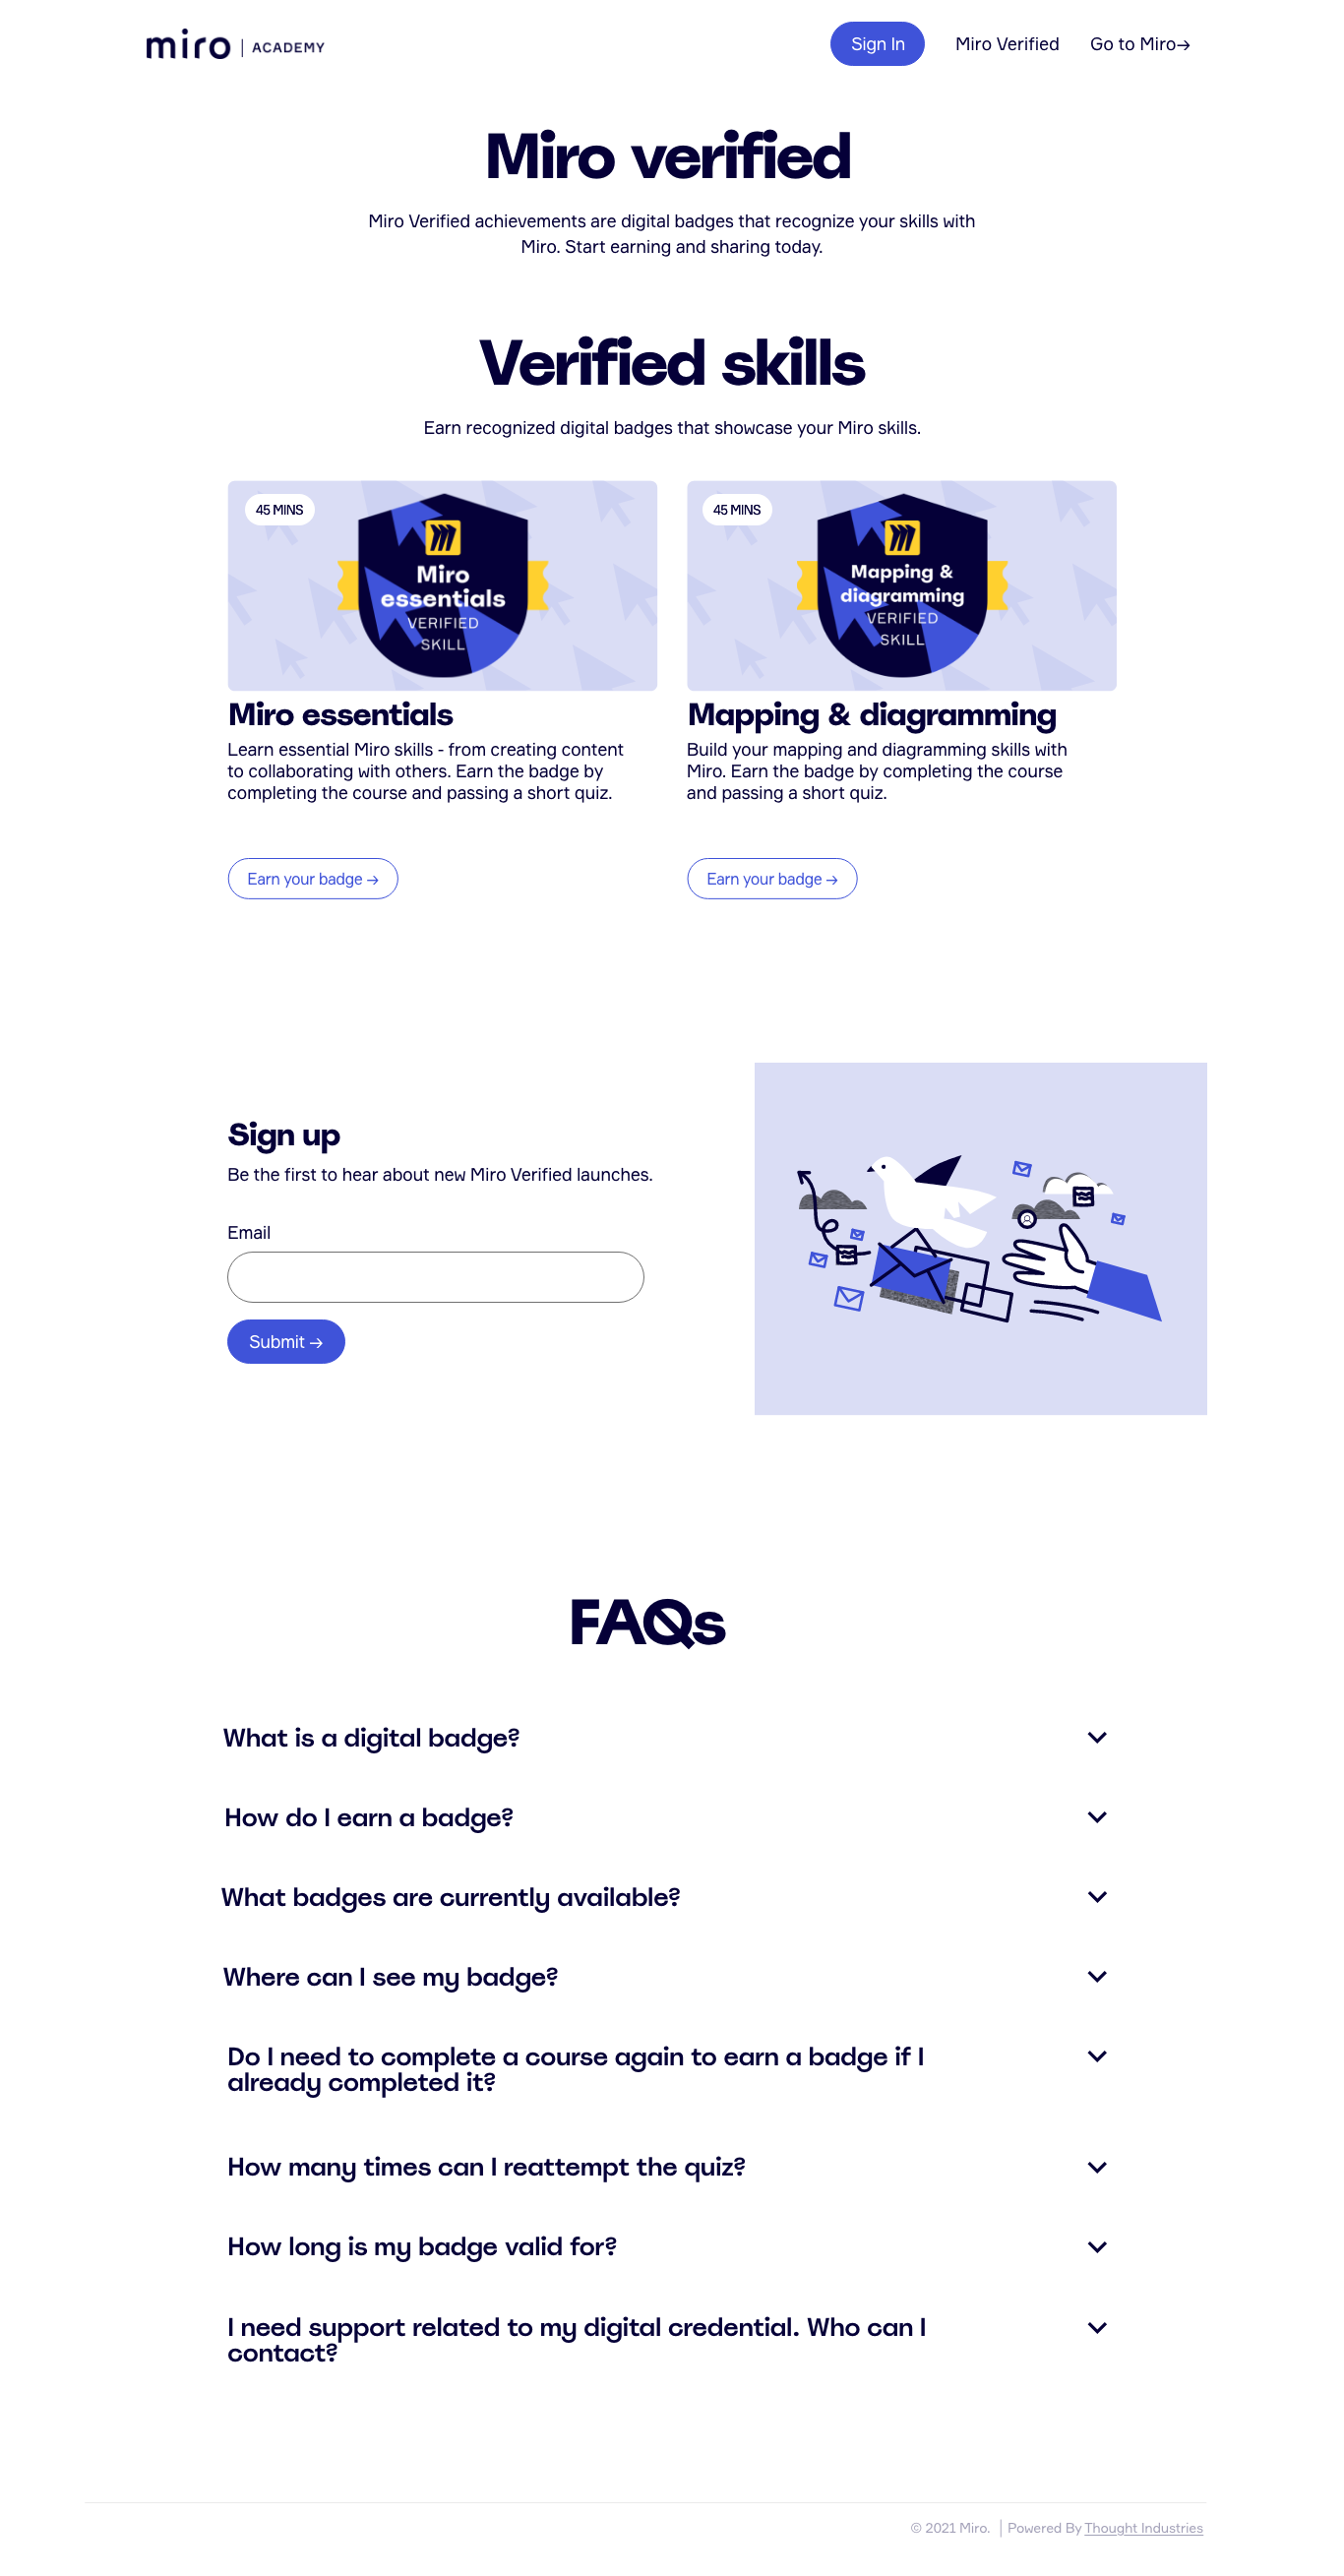 miro | ACADEMY
Sign In
Miro Verified
Go to Miro→
Miro verified
Miro Verified achievements are digital badges that recognize your skills with
Miro. Start earning and sharing today.
Verified skills
Earn recognized digital badges that showcase your Miro skills.
45 MINS
Miro
essentials
VERIFIED
SKILL
Miro essentials
Learn essential Miro skills - from creating content
to collaborating with others. Earn the badge by
completing the course and passing a short quiz.
Earn your badge →
45 MINS
Mapping &
diagramming
VERIFIED
SKILL
Mapping & diagramming
Build your mapping and diagramming skills with
Miro. Earn the badge by completing the course
and passing a short quiz.
Earn your badge →
Sign up
Be the first to hear about new Miro Verified launches.
Email
Submit →
FAQs
What is a digital badge?
How do I earn a badge?
What badges are currently available?
Where can I see my badge?
Do I need to complete a course again to earn a badge if I
already completed it?
How many times can I reattempt the quiz?
How long is my badge valid for?
I need support related to my digital credential. Who can I
contact?
© 2021 Miro. | Powered By Thought Industries